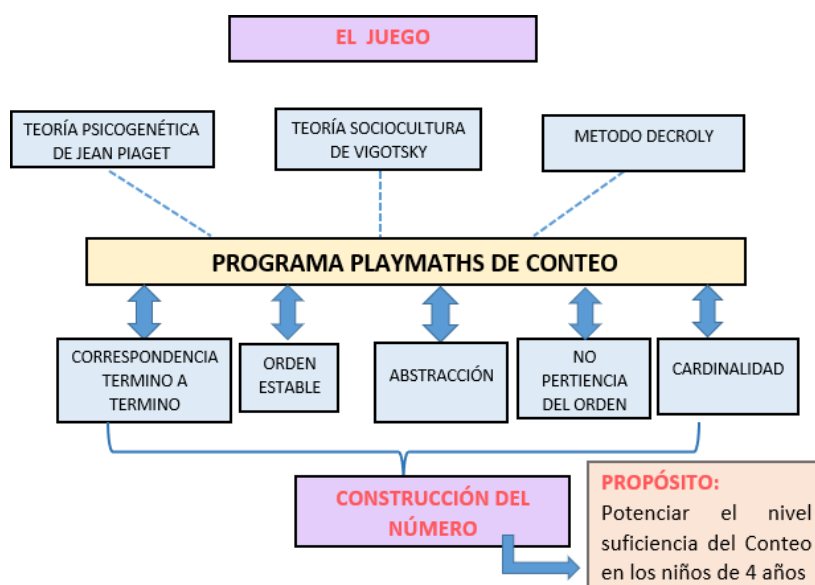 EL JUEGO
TEORÍA PSICOGENÉTICA
DE JEAN PIAGET
TEORÍA SOCIOCULTURA
DE VIGOTSKY
METODO DECROLY
PROGRAMA PLAYMATHS DE CONTEO
CORRESPONDENCIA
TERMINO A
TERMINO
ORDEN
ESTABLE
ABSTRACCIÓN
NO
PERTIENCIA
DEL ORDEN
CARDINALIDAD
CONSTRUCCIÓN DEL
NÚMERO
PROPÓSITO:
Potenciar el nivel
suficiencia del Conteo
en los niños de 4 años